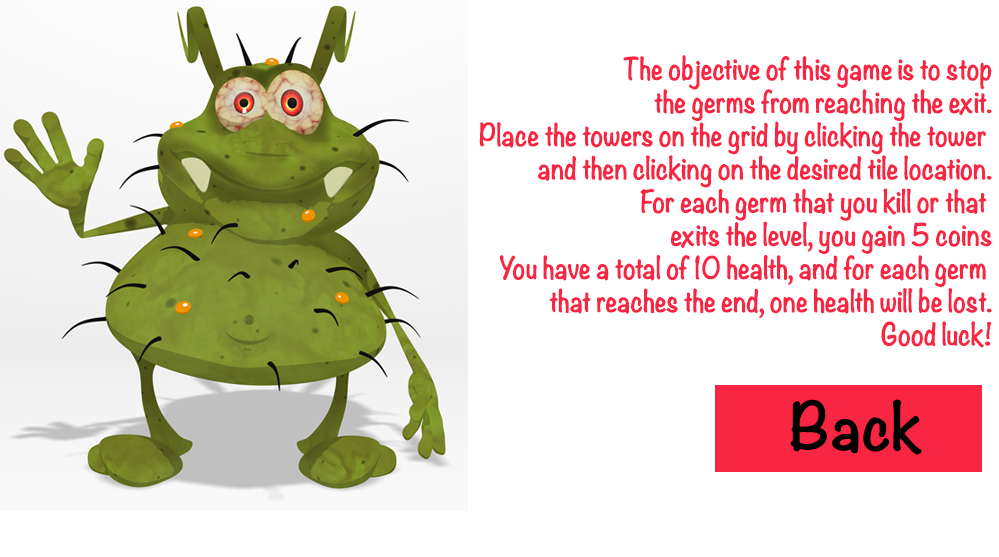 The objective of this game is to stop
the germs from reaching the exit.
Place the towers on the grid by clicking the tower
and then clicking on the desired tile location.
For each germ that you kill or that
exits the level, you gain 5 coins
You have a total of 10 health, and for each germ
that reaches the end, one health will be lost.
Good luck!
Back